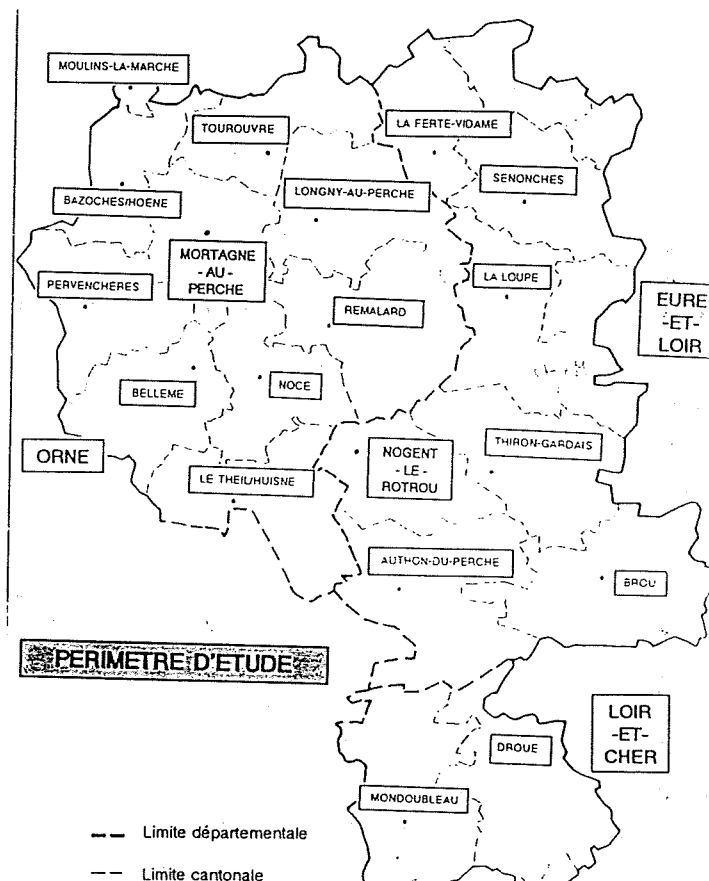 MOULINS-LA-MARCHE
TOUROUVRE
LA FERTE-VIDAME
SENONCHES
LONGNY-AU-PERCHE
BAZOCHES/HOENE
MORTAGNE
- AU -
PERCHE
PERVENCHERES
LA LOUPE
EURE
-ET-
LOIR
REMALARD
BELLEME
NOCE
ORNE
NOGENT
- LE -
ROTROU
THIRON-GARDAIS
LE THEIL/HUISNE
AUTHON-DU-PERCHE
BROU
PERIMETRE D'ETUDE
LOIR
-ET-
CHER
DROUE
MONDOUBLEAU
Limite départementale
Limite cantonale